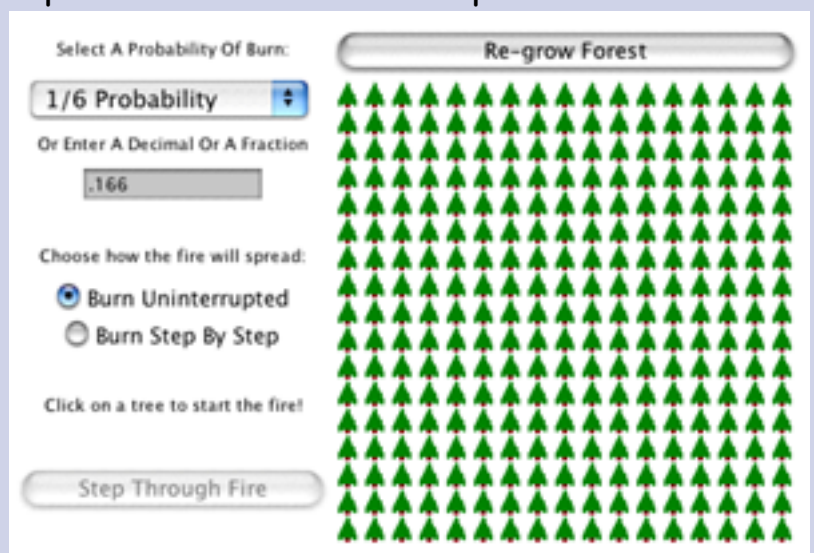 Select A Probability Of Burn:
Re-grow Forest
1/6 Probability
Or Enter A Decimal Or A Fraction
.166
Choose how the fire will spread:
Burn Uninterrupted
Burn Step By Step
Click on a tree to start the fire!
Step Through Fire